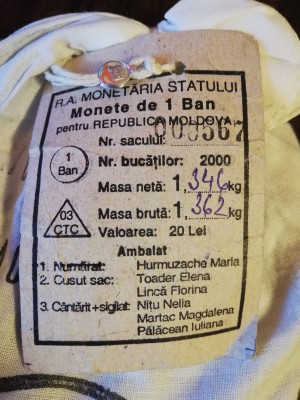 R.A. MONETĂRIA STATULUI
Monete de 1 Ban
pentru REPUBLICA MOLDOVA
Nr. sacului: 000567
1 Ban
Nr. bucăţilor: 2000
Masa netă: 1,346 kg
03 CTC
Masa brută: 1,362 kg
Valoarea: 20 Lei
Ambalat
1. Numărat: Hurmuzache Maria
2. Cusut sac: Toader Elena
Lincă Florina
3. Cântărit+sigilat: Nitu Nelia
Martac Magdalena
Pălăcean Iuliana